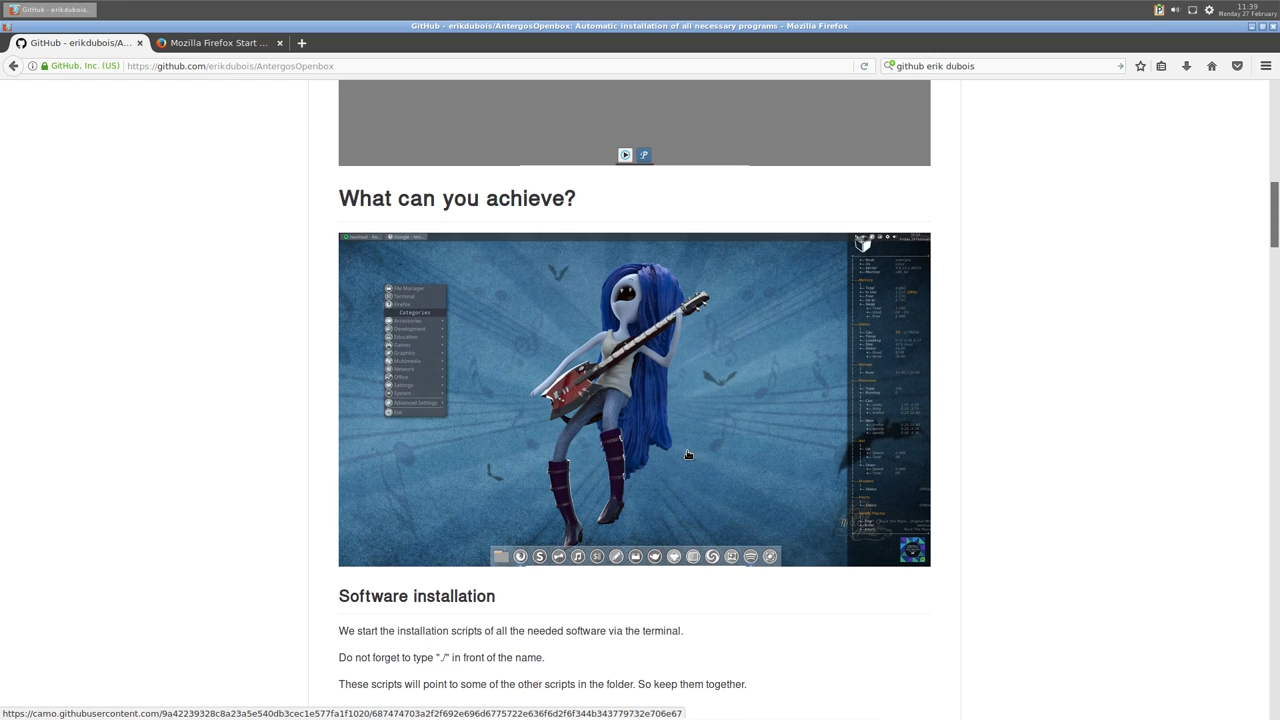 GitHub - erikdubois...
11.39
Monday 27 February
GitHub - erikdubois/AntergosOpenbox: Automatic installation of all necessary programs - Mozilla Firefox
GitHub - erikdubois/A...
Mozilla Firefox Start ...
GitHub, Inc. (US)
https://github.com/erikdubois/AntergosOpenbox
github erik dubois
What can you achieve?
File Manager
Terminal
Firefox
Categories
Accessories
Development
Education
Games
Graphics
Multimedia
Network
Office
Settings
System
Advanced Settings
Exit
Software installation
We start the installation scripts of all the needed software via the terminal.
Do not forget to type "./" in front of the name.
These scripts will point to some of the other scripts in the folder. So keep them together.
https://camo.githubusercontent.com/9a42239328c8a23a5e540db3cec1e577fa1f1020/687474703a2f2f692e696d6775722e636f6d2f6f344b343779732e706e67